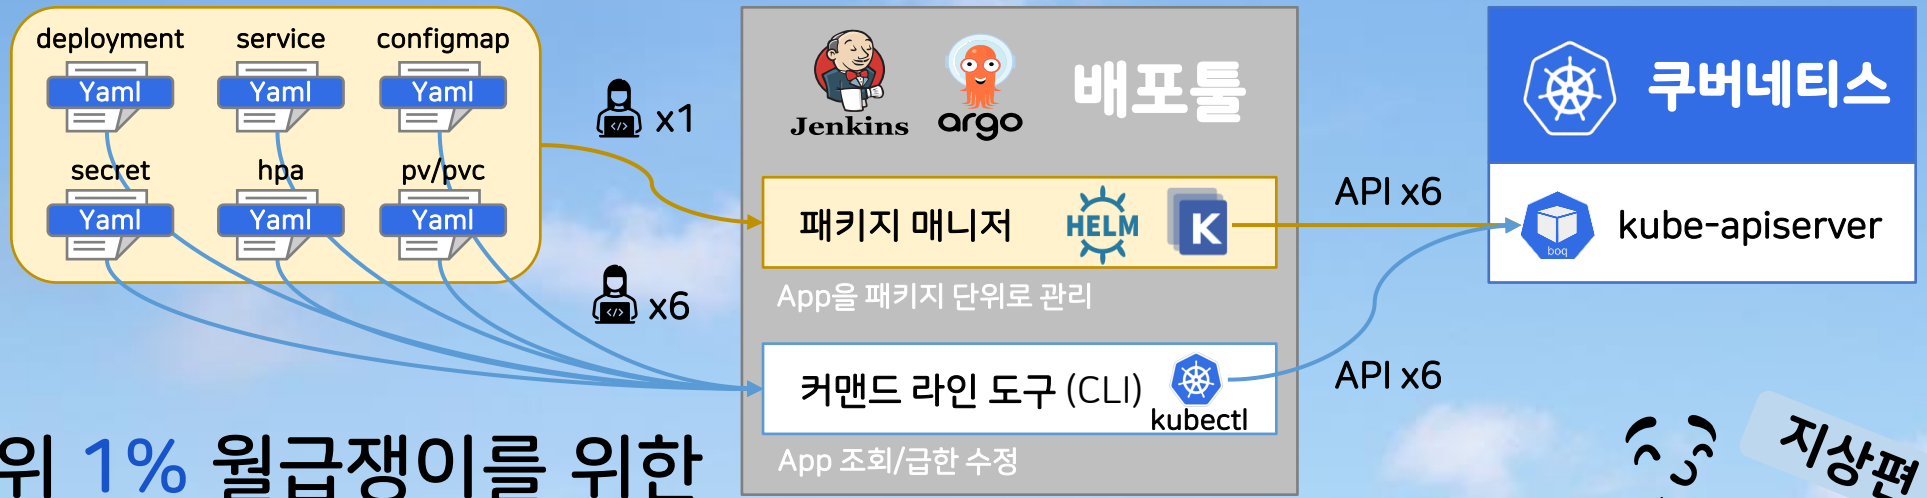 deployment service configmap
Yaml Yaml Yaml
secret hpa pv/pvc
Yaml Yaml Yaml
</> x1
</> x6
Jenkins argo 배포툴
패키지 매니저 HELM K
App을 패키지 단위로 관리
커맨드 라인 도구 (CLI) kubectl
App 조회/급한 수정
API x6
API x6
쿠버네티스
boq kube-apiserver
위 1% 월급쟁이를 위한
지상편